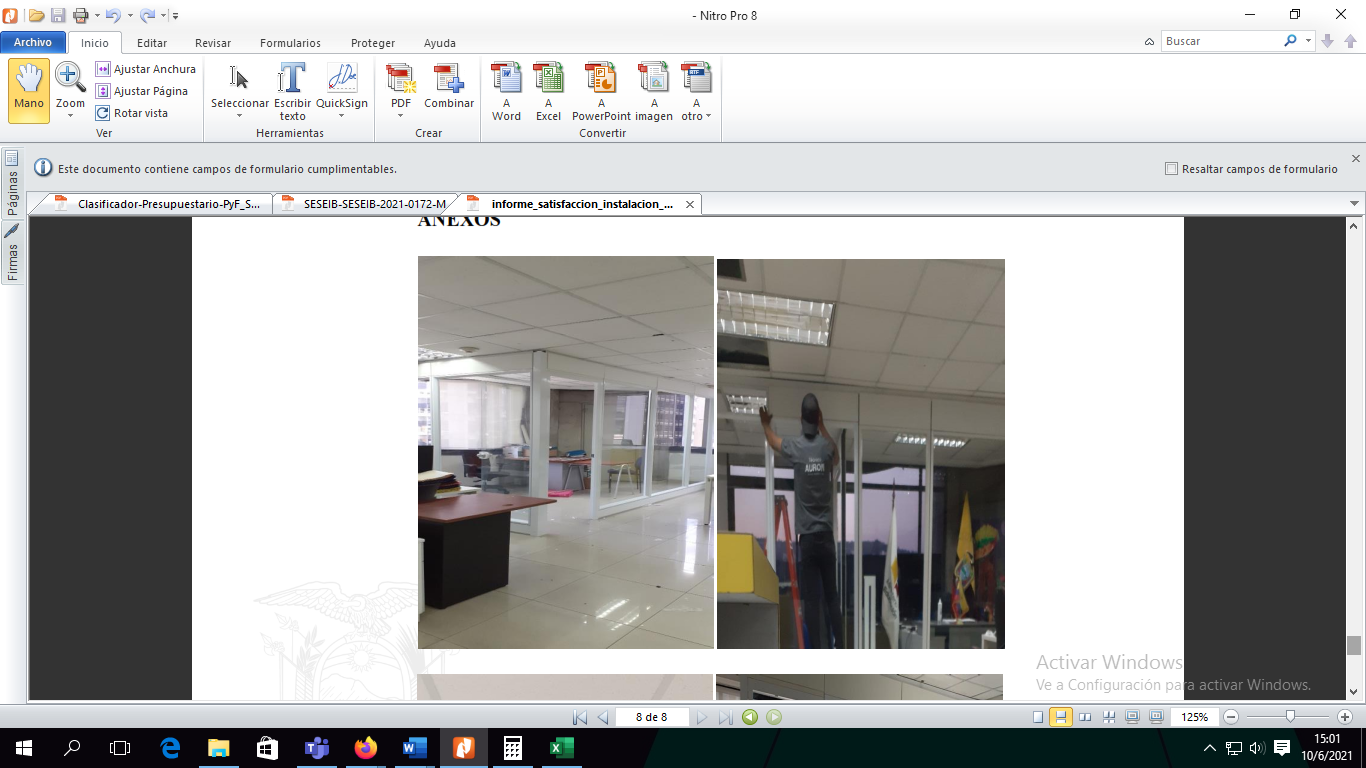 - Nitro Pro 8
Archivo Inicio Editar Revisar Formularios Proteger Ayuda Buscar
Mano Zoom Ajustar Anchura Ajustar Página Rotar vista
Seleccionar Escribir texto QuickSign
PDF Combinar
A Word A Excel A PowerPoint A imagen A otro
Ver Herramientas Crear Convertir
Este documento contiene campos de formulario cumplimentables. Resaltar campos de formulario
Páginas
Firmas
Clasificador-Presupuestario-PyF_S... SESEIB-SESEIB-2021-0172-M informe_satisfaccion_instalacion_...
ANEXOS
AUROR
Activar Windows
Ve a Configuración para activar Windows.
8 de 8 125%
15:01
10/6/2021